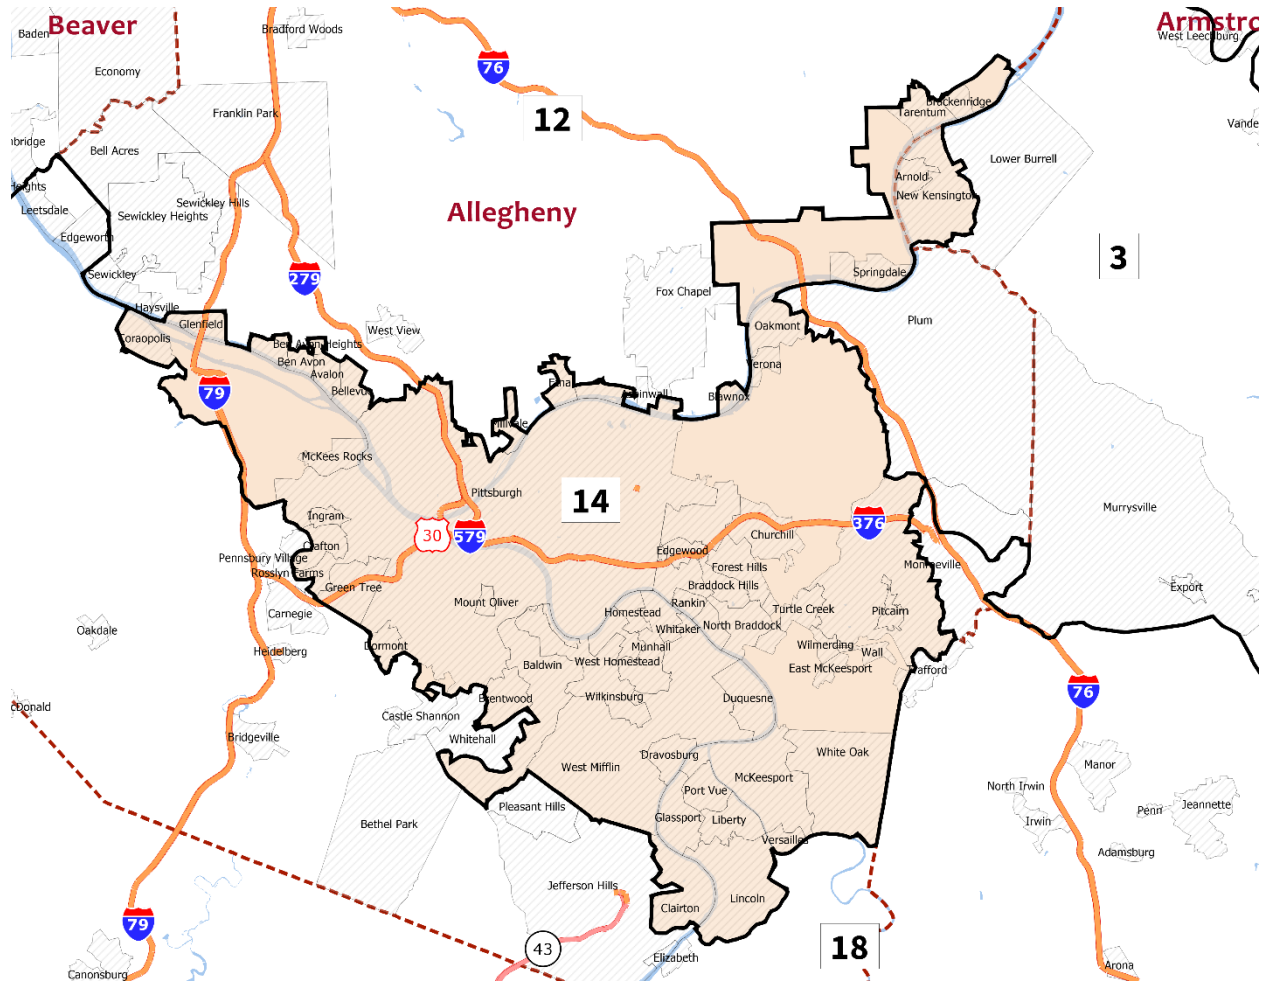 Beaver
Armstro
Baden
Bradford Woods
West Leechburg
Economy
76
Franklin Park
12
Brackenridge
Tarentum
Vande
nbridge
Bell Acres
Lower Burrell
Heights
Arnold
New Kensington
Leetsdale
Sewickley Hills
Sewickley Heights
Allegheny
Edgeworth
3
Sewickley
279
Springdale
Fox Chapel
Haysville
Glenfield
West View
Oakmont
Plum
Coraopolis
Ben Avon Heights
Ben Avon
Avalon
Verona
Bellevue
79
Etna
Aspinwall
Blawnox
Millvale
McKees Rocks
Pittsburgh
14
Ingram
30
579
376
Murrysville
Churchill
Crafton
Edgewood
Pennsbury Village
Rosslyn Farms
Forest Hills
Monroeville
Green Tree
Braddock Hills
Export
Mount Oliver
Rankin
Turtle Creek
Pitcairn
Carnegie
Homestead
Whitaker
North Braddock
Oakdale
Dormont
Munhall
Wilmerding
Wall
Heidelberg
Baldwin
West Homestead
East McKeesport
Trafford
Brentwood
Wilkinsburg
Duquesne
76
cDonald
Castle Shannon
Bridgeville
Whitehall
Dravosburg
White Oak
West Mifflin
McKeesport
Manor
Port Vue
North Irwin
Pleasant Hills
Glassport
Liberty
Irwin
Penn
Jeannette
Bethel Park
Versailles
Adamsburg
Jefferson Hills
Lincoln
Clairton
79
43
18
Elizabeth
Canonsburg
Arona